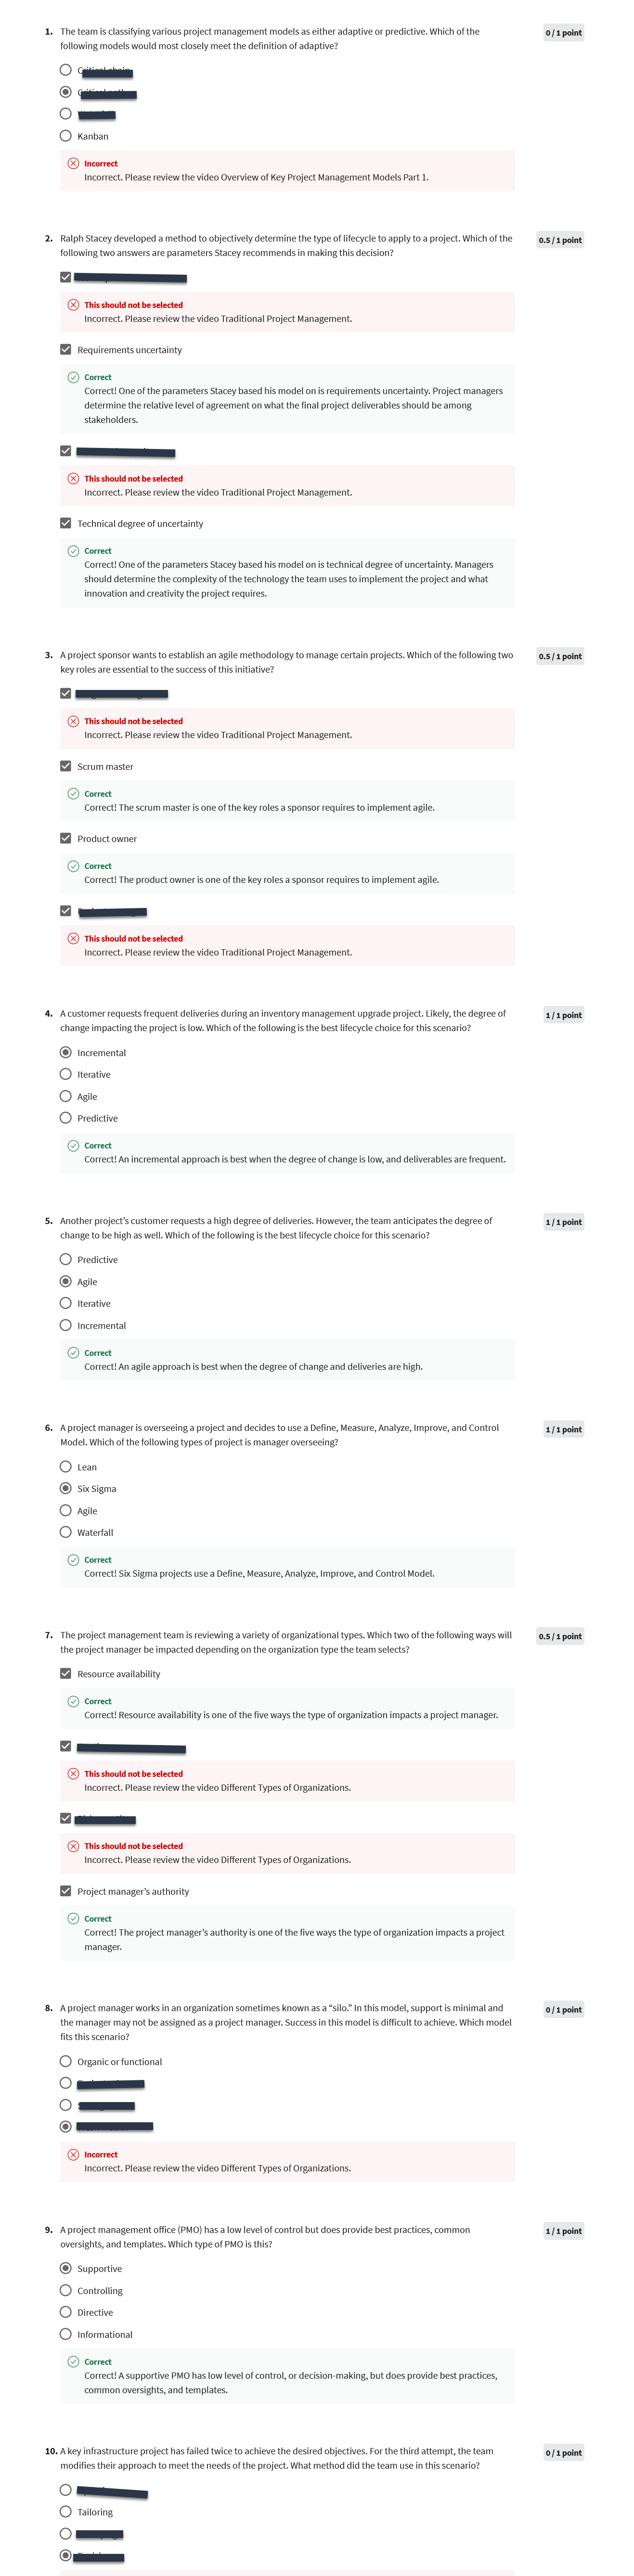 1. The team is classifying various project management models as either adaptive or predictive. Which of the
following models would most closely meet the definition of adaptive?
0 / 1 point
Kanban
Incorrect
Incorrect. Please review the video Overview of Key Project Management Models Part 1.
2. Ralph Stacey developed a method to objectively determine the type of lifecycle to apply to a project. Which of the
following two answers are parameters Stacey recommends in making this decision?
0.5 / 1 point
This should not be selected
Incorrect. Please review the video Traditional Project Management.
Requirements uncertainty
Correct
Correct! One of the parameters Stacey based his model on is requirements uncertainty. Project managers
determine the relative level of agreement on what the final project deliverables should be among
stakeholders.
This should not be selected
Incorrect. Please review the video Traditional Project Management.
Technical degree of uncertainty
Correct
Correct! One of the parameters Stacey based his model on is technical degree of uncertainty. Managers
should determine the complexity of the technology the team uses to implement the project and what
innovation and creativity the project requires.
3. A project sponsor wants to establish an agile methodology to manage certain projects. Which of the following two
key roles are essential to the success of this initiative?
0.5 / 1 point
This should not be selected
Incorrect. Please review the video Traditional Project Management.
Scrum master
Correct
Correct! The scrum master is one of the key roles a sponsor requires to implement agile.
Product owner
Correct
Correct! The product owner is one of the key roles a sponsor requires to implement agile.
This should not be selected
Incorrect. Please review the video Traditional Project Management.
4. A customer requests frequent deliveries during an inventory management upgrade project. Likely, the degree of
change impacting the project is low. Which of the following is the best lifecycle choice for this scenario?
1 / 1 point
Incremental
Iterative
Agile
Predictive
Correct
Correct! An incremental approach is best when the degree of change is low, and deliverables are frequent.
5. Another project’s customer requests a high degree of deliveries. However, the team anticipates the degree of
change to be high as well. Which of the following is the best lifecycle choice for this scenario?
1 / 1 point
Predictive
Agile
Iterative
Incremental
Correct
Correct! An agile approach is best when the degree of change and deliveries are high.
6. A project manager is overseeing a project and decides to use a Define, Measure, Analyze, Improve, and Control
Model. Which of the following types of project is manager overseeing?
1 / 1 point
Lean
Six Sigma
Agile
Waterfall
Correct
Correct! Six Sigma projects use a Define, Measure, Analyze, Improve, and Control Model.
7. The project management team is reviewing a variety of organizational types. Which two of the following ways will
the project manager be impacted depending on the organization type the team selects?
0.5 / 1 point
Resource availability
Correct
Correct! Resource availability is one of the five ways the type of organization impacts a project manager.
This should not be selected
Incorrect. Please review the video Different Types of Organizations.
This should not be selected
Incorrect. Please review the video Different Types of Organizations.
Project manager’s authority
Correct
Correct! The project manager’s authority is one of the five ways the type of organization impacts a project
manager.
8. A project manager works in an organization sometimes known as a “silo.” In this model, support is minimal and
the manager may not be assigned as a project manager. Success in this model is difficult to achieve. Which model
fits this scenario?
0 / 1 point
Organic or functional
Incorrect
Incorrect. Please review the video Different Types of Organizations.
9. A project management office (PMO) has a low level of control but does provide best practices, common
oversights, and templates. Which type of PMO is this?
1 / 1 point
Supportive
Controlling
Directive
Informational
Correct
Correct! A supportive PMO has low level of control, or decision-making, but does provide best practices,
common oversights, and templates.
10. A key infrastructure project has failed twice to achieve the desired objectives. For the third attempt, the team
modifies their approach to meet the needs of the project. What method did the team use in this scenario?
0 / 1 point
Tailoring